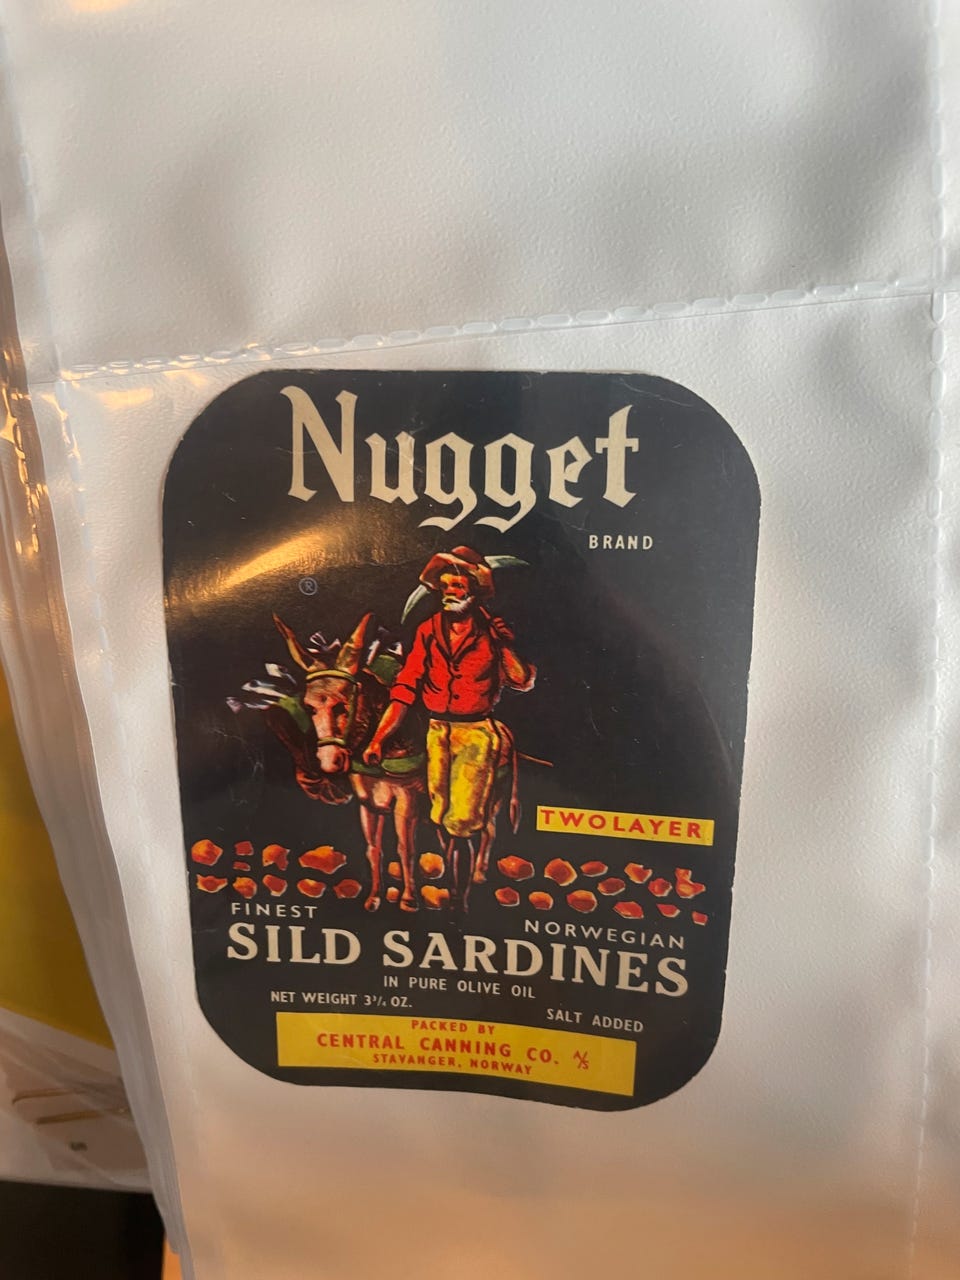 Nugget
BRAND
®
TWOLAYER
FINEST
NORWEGIAN
SILD SARDINES
IN PURE OLIVE OIL
NET WEIGHT 3¾ OZ.
SALT ADDED
PACKED BY
CENTRAL CANNING CO. A/S
STAVANGER, NORWAY